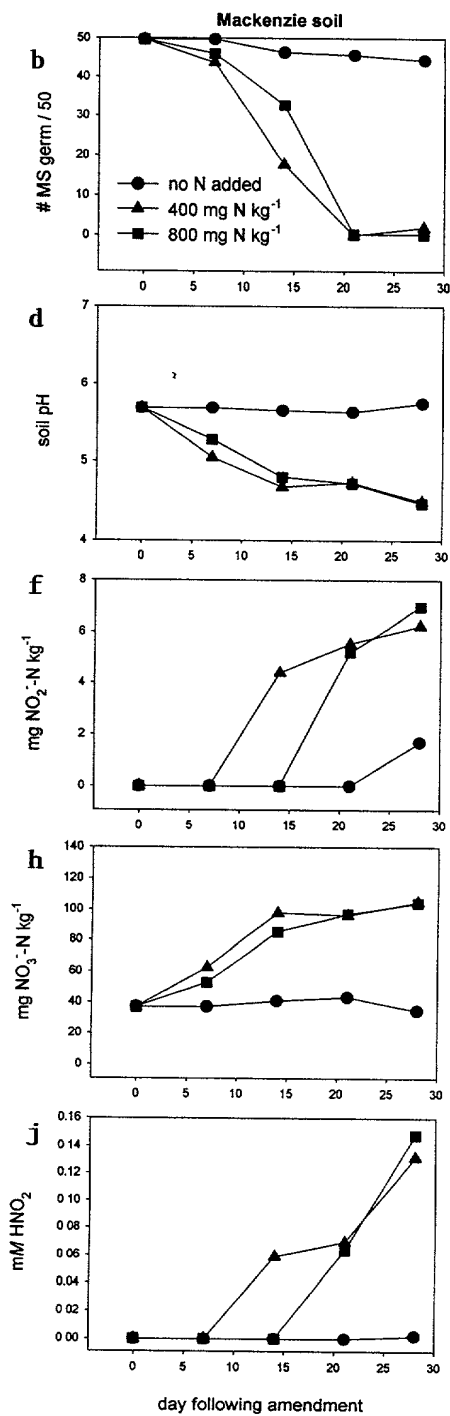 Mackenzie soil
b
# MS germ / 50
50
40
30
20
10
0
no N added
400 mg N kg⁻¹
800 mg N kg⁻¹
0 5 10 15 20 25 30
d
soil pH
7
6
5
4
0 5 10 15 20 25 30
f
mg NO₂⁻-N kg⁻¹
8
6
4
2
0
0 5 10 15 20 25 30
h
mg NO₃⁻-N kg⁻¹
140
120
100
80
60
40
20
0
0 5 10 15 20 25 30
j
mM HNO₂
0.16
0.14
0.12
0.10
0.08
0.06
0.04
0.02
0.00
0 5 10 15 20 25 30
day following amendment